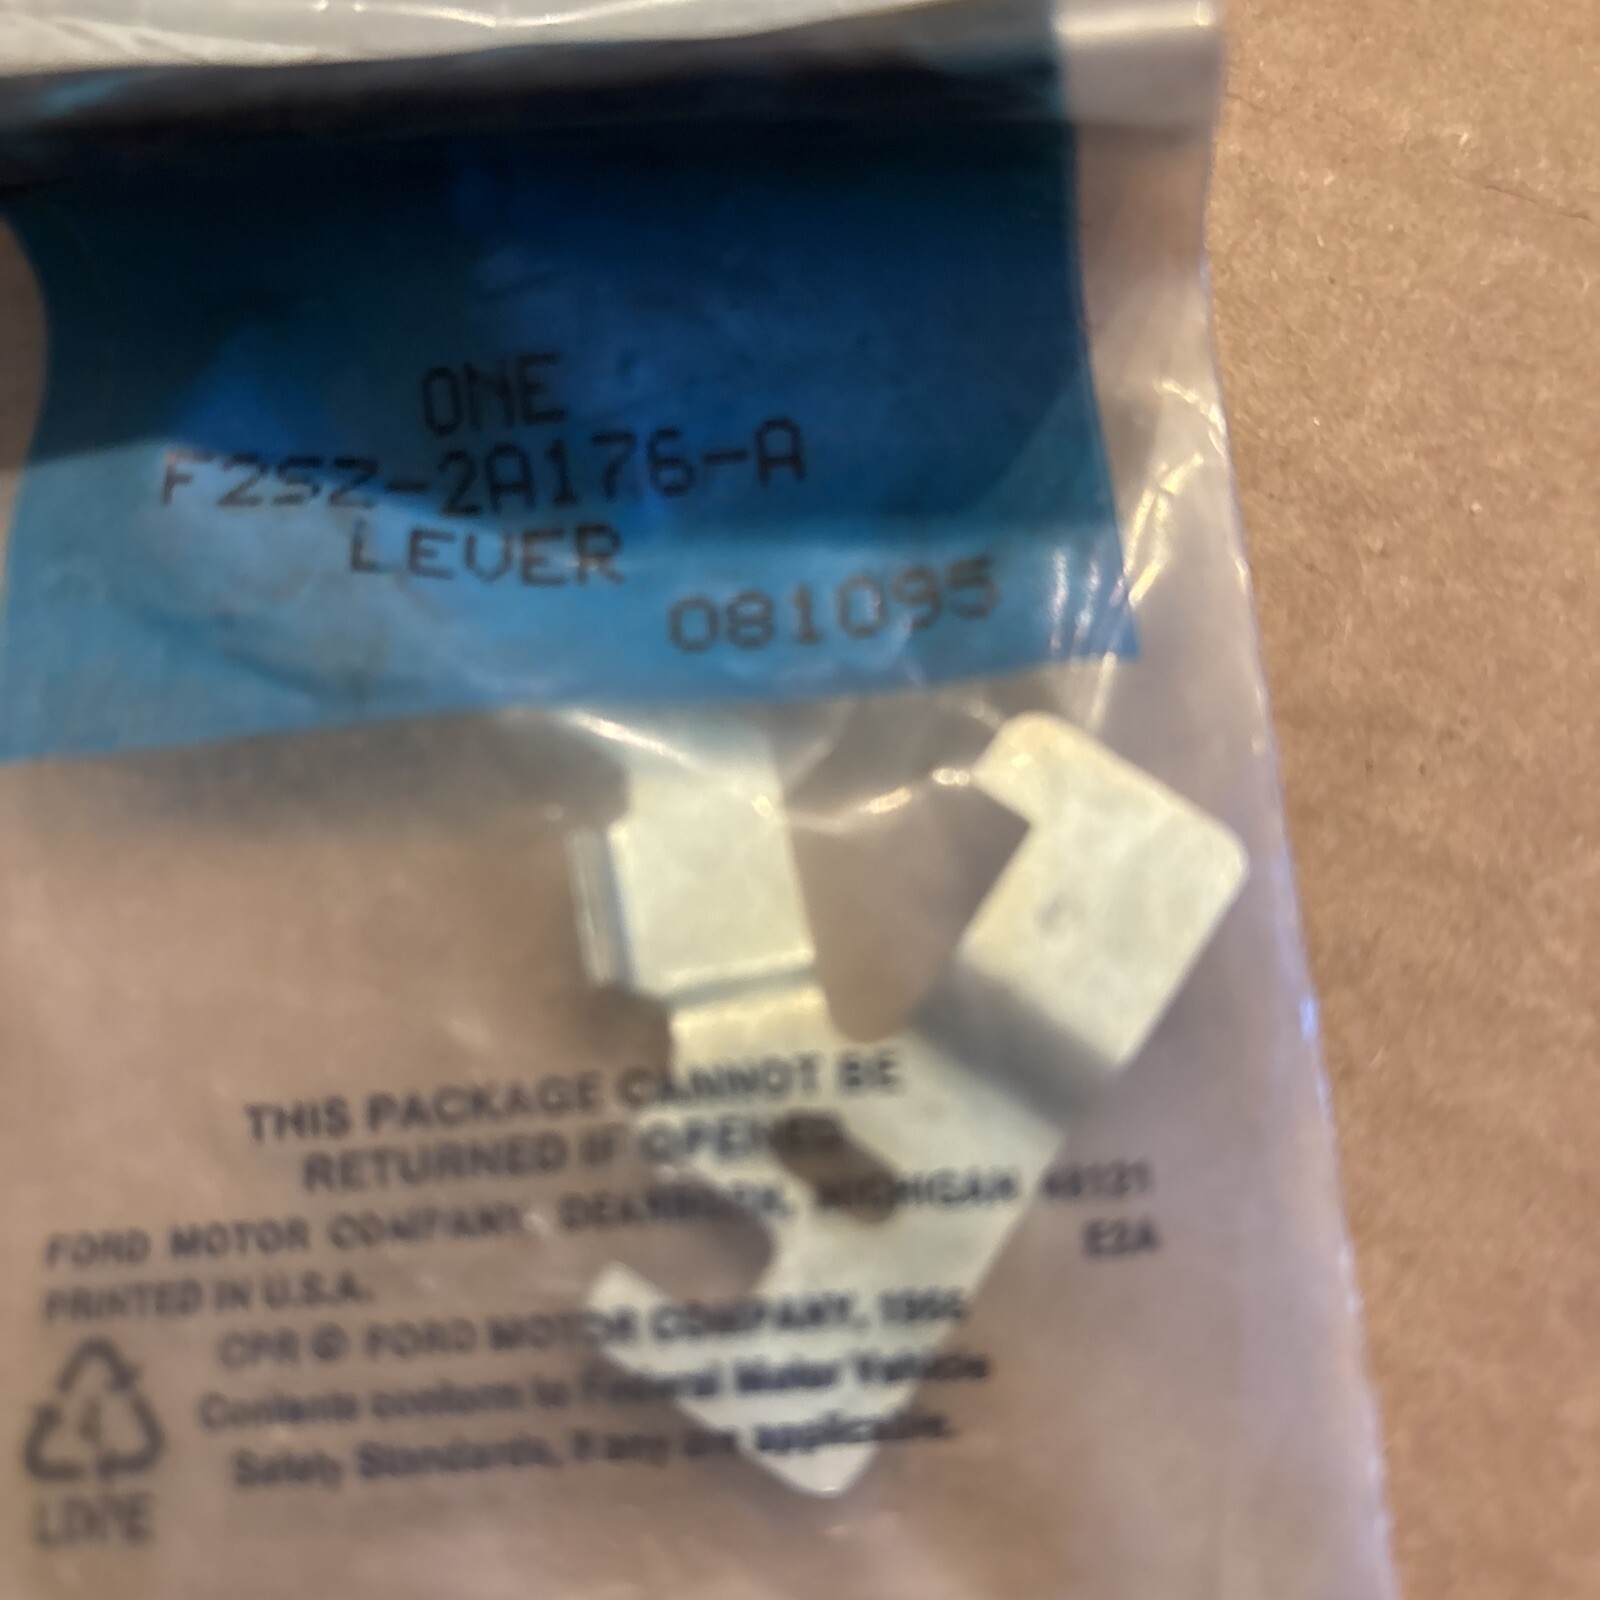 ONE
F2SZ-2A176-A
LEVER
081095
THIS PACKAGE CANNOT BE
RETURNED IF OPENED
FORD MOTOR COMPANY, DEARBORN, MICHIGAN 48121
E2A
PRINTED IN U.S.A.
CPR © FORD MOTOR COMPANY,
Contents conform to Federal Motor Vehicle
Safety Standards, if any are applicable.
4
LDPE